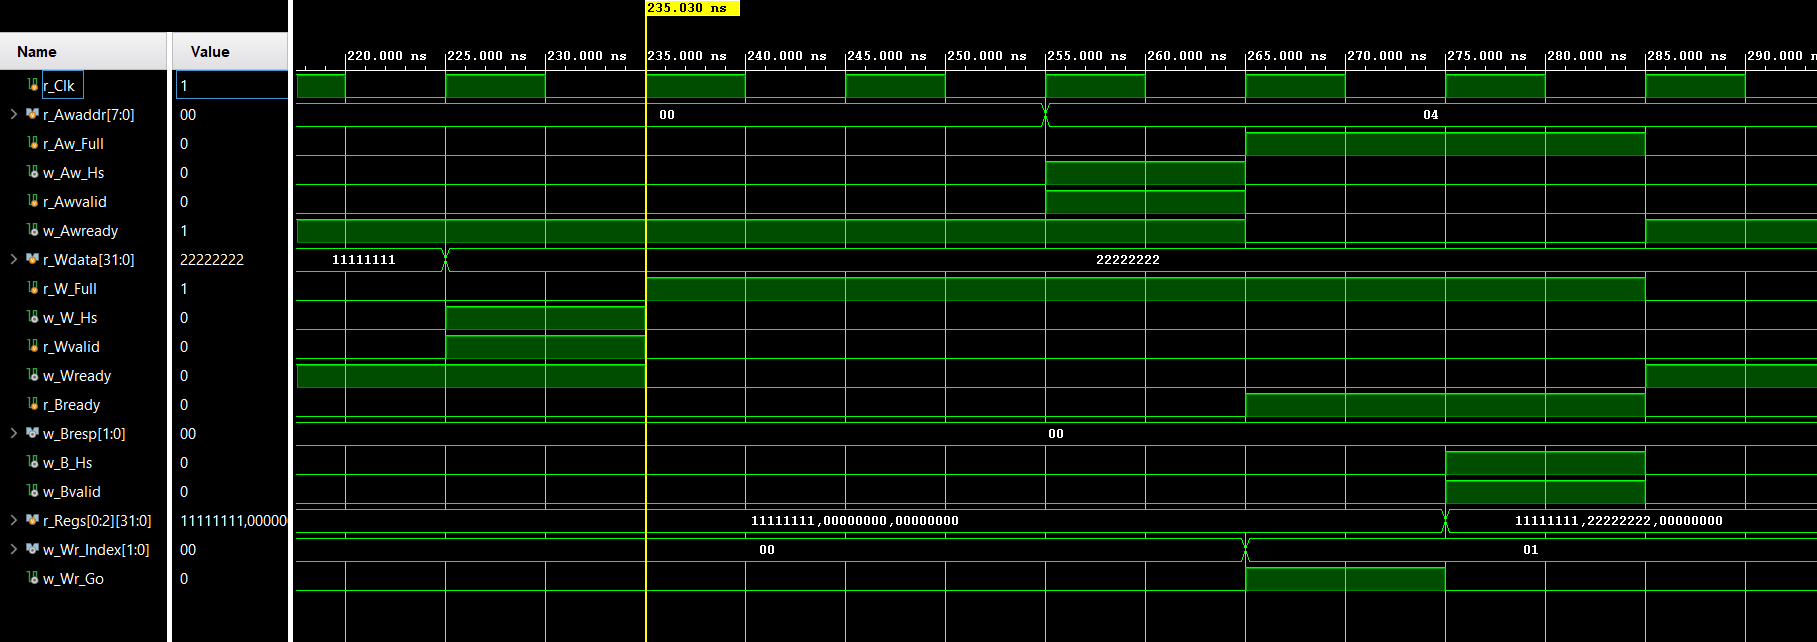 235.030 ns
Name Value 220.000 ns 225.000 ns 230.000 ns 235.000 ns 240.000 ns 245.000 ns 250.000 ns 255.000 ns 260.000 ns 265.000 ns 270.000 ns 275.000 ns 280.000 ns 285.000 ns 290.000 n
r_Clk 1
r_Awaddr[7:0] 00 00 04
r_Aw_Full 0
w_Aw_Hs 0
r_Awvalid 0
w_Awready 1
r_Wdata[31:0] 22222222 11111111 22222222
r_W_Full 1
w_W_Hs 0
r_Wvalid 0
w_Wready 0
r_Bready 0
w_Bresp[1:0] 00 00
w_B_Hs 0
w_Bvalid 0
r_Regs[0:2][31:0] 11111111,00000 11111111,00000000,00000000 11111111,22222222,00000000
w_Wr_Index[1:0] 00 00 01
w_Wr_Go 0